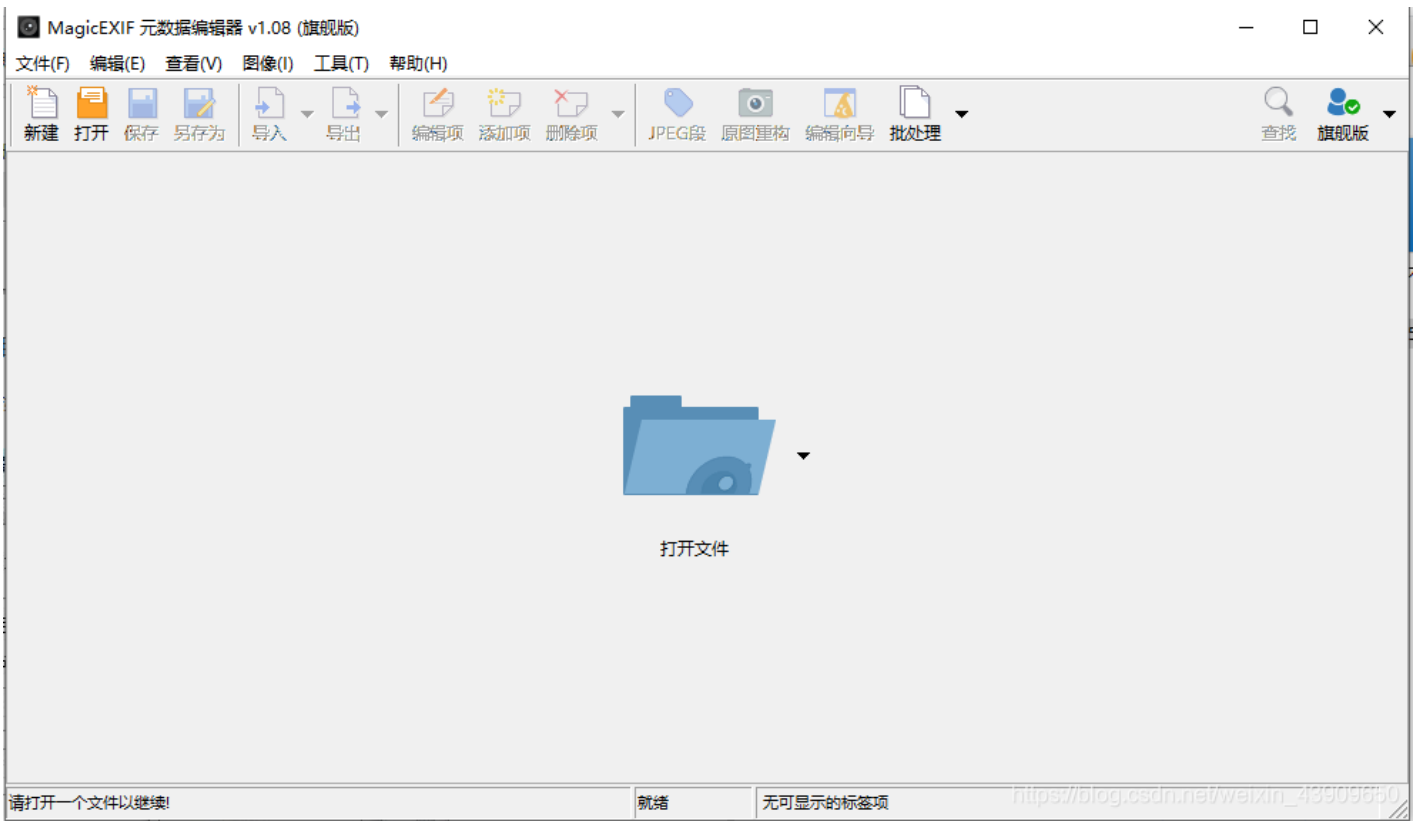 MagicEXIF 元数据编辑器 v1.08 (旗舰版)
文件(F) 编辑(E) 查看(V) 图像(I) 工具(T) 帮助(H)
新建 打开 保存 另存为 导入 导出 编辑项 添加项 删除项 JPEG段 原图重构 编辑向导 批处理 查找 旗舰版
打开文件
请打开一个文件以继续! 就绪 无可显示的标签项
https://blog.csdn.net/weixin_43909650